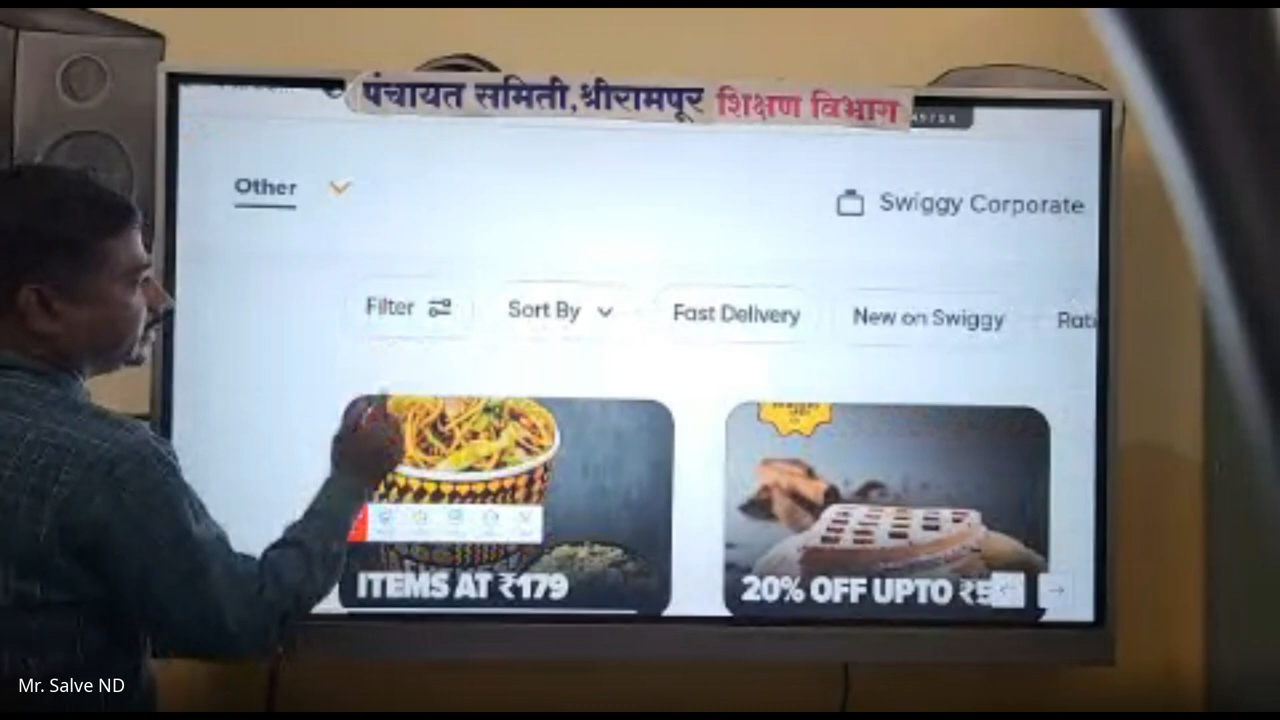 पंचायत समिती,श्रीरामपूर शिक्षण विभाग
Other
Swiggy Corporate
Filter
Sort By
Fast Delivery
New on Swiggy
ITEMS AT ₹179
20% OFF UPTO
Mr. Salve ND